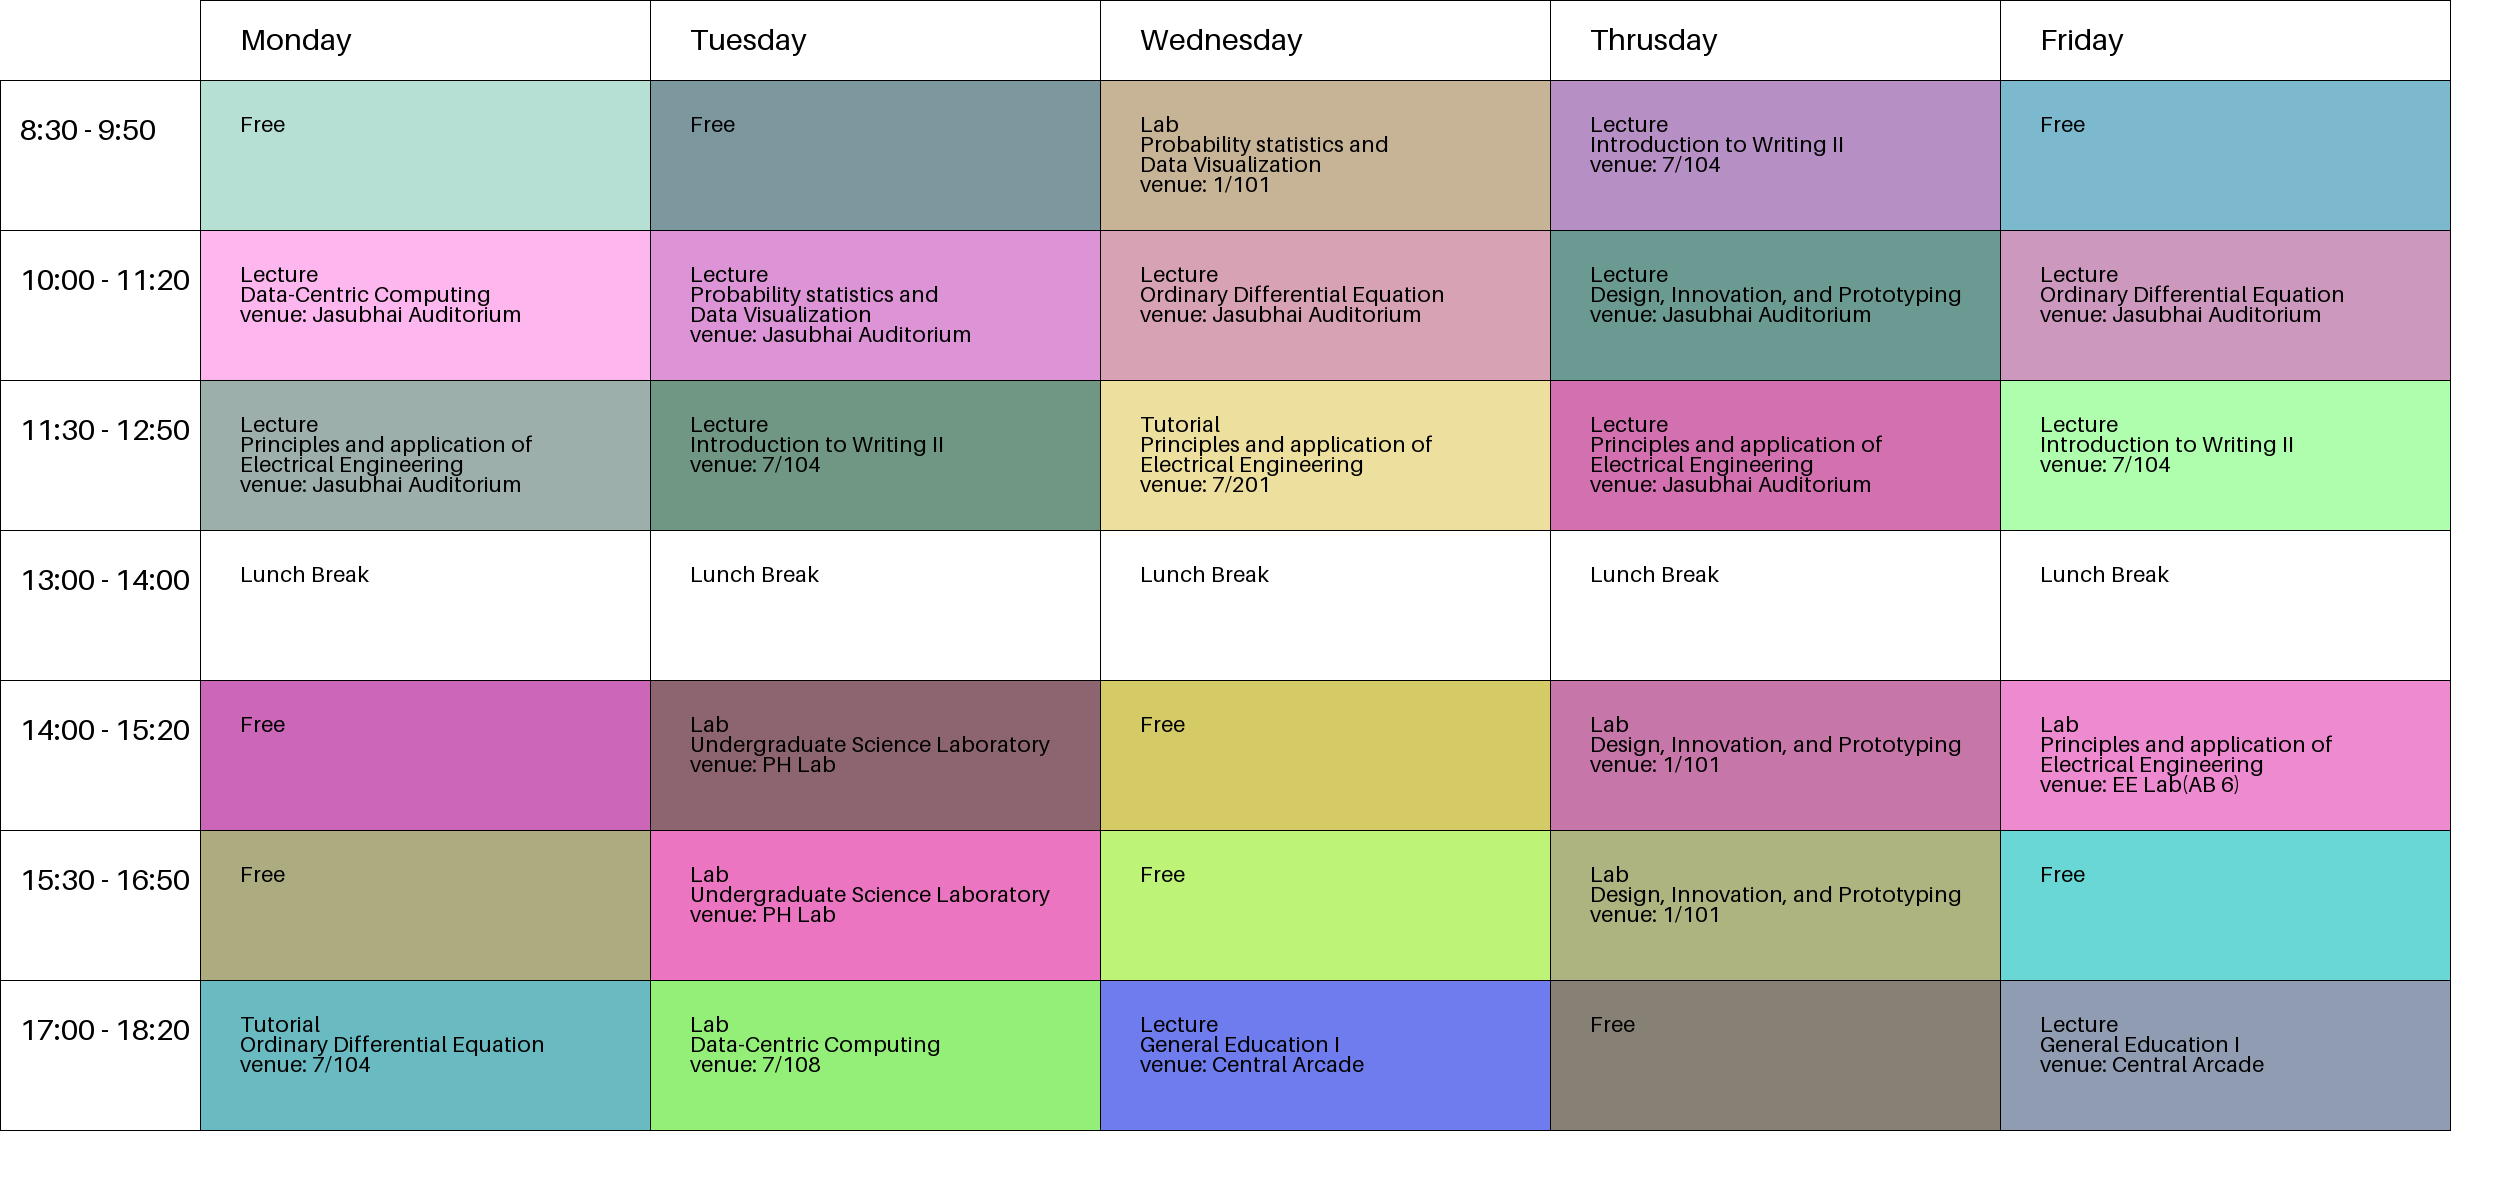 Monday
Tuesday
Wednesday
Thrusday
Friday
8:30 - 9:50
Free
Free
Lab
Probability statistics and
Data Visualization
venue: 1/101
Lecture
Introduction to Writing II
venue: 7/104
Free
10:00 - 11:20
Lecture
Data-Centric Computing
venue: Jasubhai Auditorium
Lecture
Probability statistics and
Data Visualization
venue: Jasubhai Auditorium
Lecture
Ordinary Differential Equation
venue: Jasubhai Auditorium
Lecture
Design, Innovation, and Prototyping
venue: Jasubhai Auditorium
Lecture
Ordinary Differential Equation
venue: Jasubhai Auditorium
11:30 - 12:50
Lecture
Principles and application of
Electrical Engineering
venue: Jasubhai Auditorium
Lecture
Introduction to Writing II
venue: 7/104
Tutorial
Principles and application of
Electrical Engineering
venue: 7/201
Lecture
Principles and application of
Electrical Engineering
venue: Jasubhai Auditorium
Lecture
Introduction to Writing II
venue: 7/104
13:00 - 14:00
Lunch Break
Lunch Break
Lunch Break
Lunch Break
Lunch Break
14:00 - 15:20
Free
Lab
Undergraduate Science Laboratory
venue: PH Lab
Free
Lab
Design, Innovation, and Prototyping
venue: 1/101
Lab
Principles and application of
Electrical Engineering
venue: EE Lab(AB 6)
15:30 - 16:50
Free
Lab
Undergraduate Science Laboratory
venue: PH Lab
Free
Lab
Design, Innovation, and Prototyping
venue: 1/101
Free
17:00 - 18:20
Tutorial
Ordinary Differential Equation
venue: 7/104
Lab
Data-Centric Computing
venue: 7/108
Lecture
General Education I
venue: Central Arcade
Free
Lecture
General Education I
venue: Central Arcade